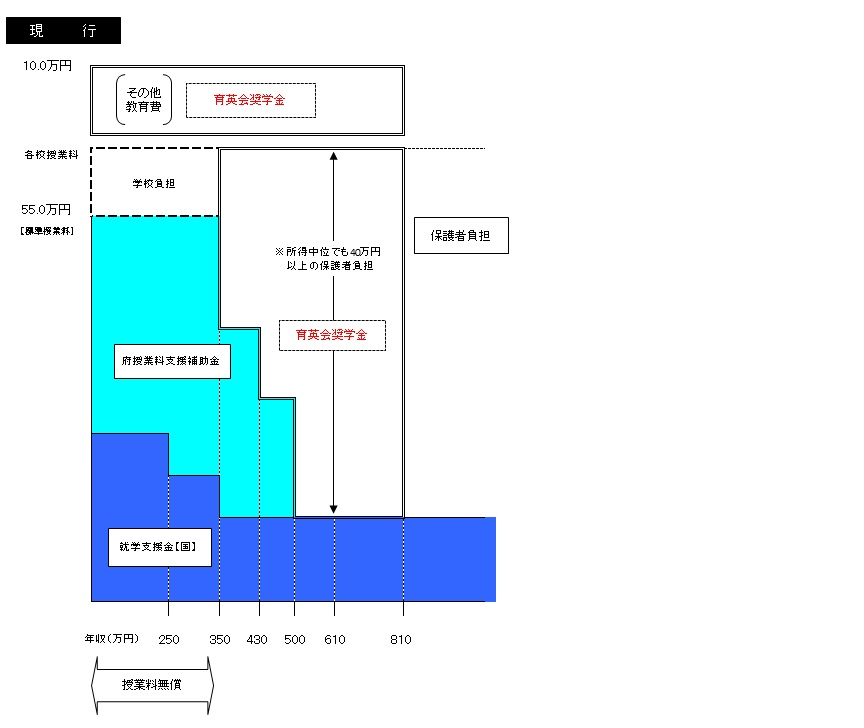 現　　行
10.0万円
その他
教育費
育英会奨学金
各校授業料
学校負担
55.0万円
【標準授業料】
保護者負担
※所得中位でも40万円
以上の保護者負担
育英会奨学金
府授業料支援補助金
就学支援金【国】
年収(万円)
250
350
430
500
610
810
授業料無償